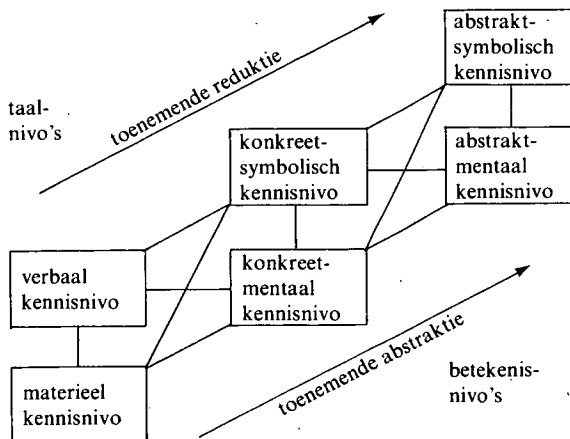 abstrakt-
symbolisch
kennisnivo
toenemende reduktie
taal-
nivo's
konkreet-
symbolisch
kennisnivo
abstrakt-
mentaal
kennisnivo
verbaal
kennisnivo
konkreet-
mentaal
kennisnivo
materieel
kennisnivo
toenemende abstraktie
betekenis-
nivo's